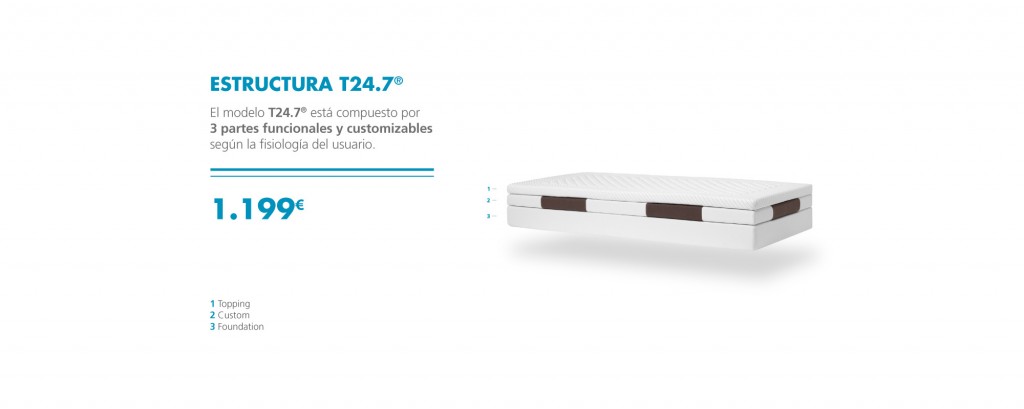 ESTRUCTURA T24.7®
El modelo T24.7® está compuesto por
3 partes funcionales y customizables
según la fisiología del usuario.
1.199€
1
2
3
1 Topping
2 Custom
3 Foundation